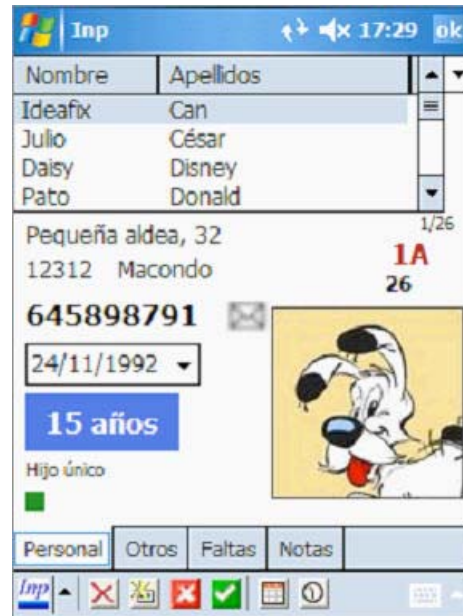 Inp 17:29 ok
Nombre Apellidos
Ideafix Can
Julio César
Daisy Disney
Pato Donald
1/26
Pequeña aldea, 32
1A
12312 Macondo
26
645898791
24/11/1992
15 años
Hijo único
Personal Otros Faltas Notas
Inp